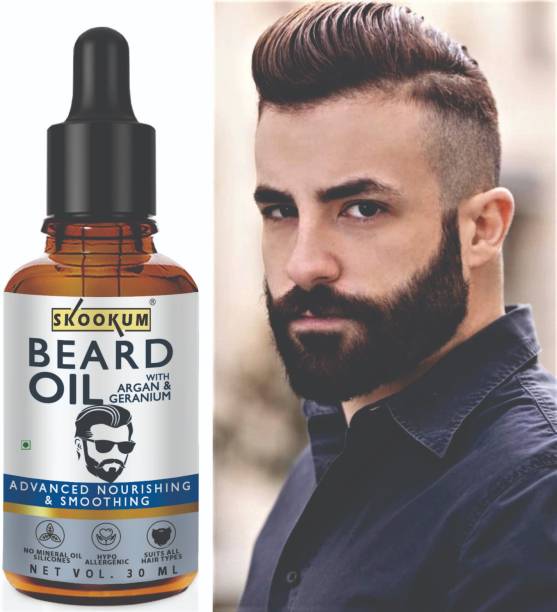 SKOOKUM®
BEARD
OIL WITH
ARGAN &
GERANIUM
ADVANCED NOURISHING
& SMOOTHING
NO MINERAL OIL
SILICONES
HYPO
ALLERGENIC
SUITS ALL
HAIR TYPES
NET VOL. 30 ML